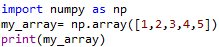 import numpy as np
my_array= np.array([1,2,3,4,5])
print(my_array)